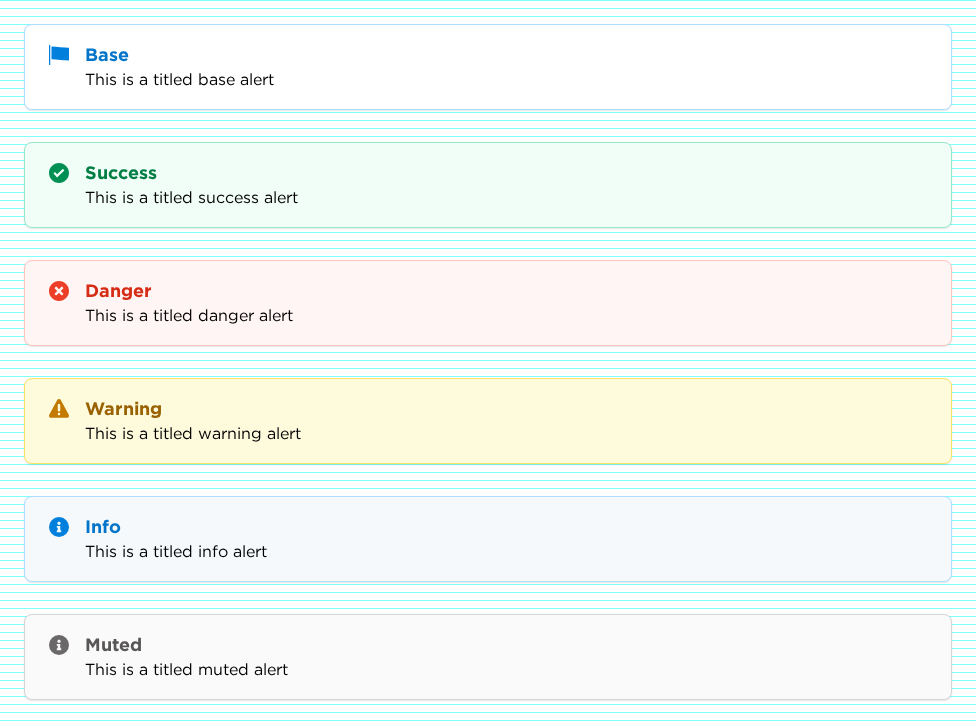 Base
This is a titled base alert
Success
This is a titled success alert
Danger
This is a titled danger alert
Warning
This is a titled warning alert
Info
This is a titled info alert
Muted
This is a titled muted alert